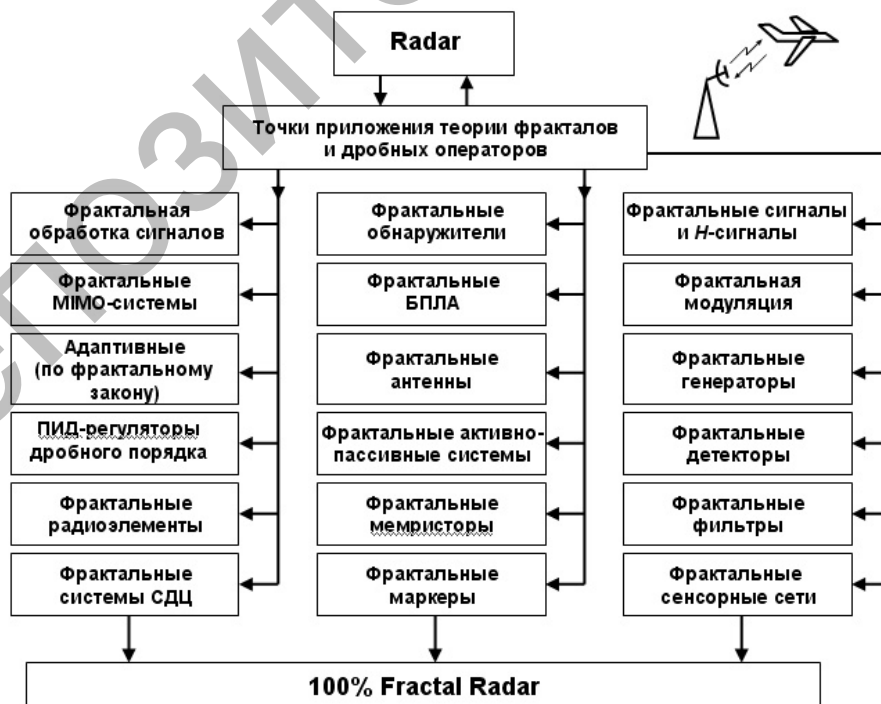 Radar
Точки приложения теории фракталов
и дробных операторов
Фрактальная
обработка сигналов
Фрактальные
MIMO-системы
Адаптивные
(по фрактальному
закону)
ПИД-регуляторы
дробного порядка
Фрактальные
радиоэлементы
Фрактальные
системы СДЦ
Фрактальные
обнаружители
Фрактальные
БПЛА
Фрактальные
антенны
Фрактальные активно-
пассивные системы
Фрактальные
мемристоры
Фрактальные
маркеры
Фрактальные сигналы
и H-сигналы
Фрактальная
модуляция
Фрактальные
генераторы
Фрактальные
детекторы
Фрактальные
фильтры
Фрактальные
сенсорные сети
100% Fractal Radar